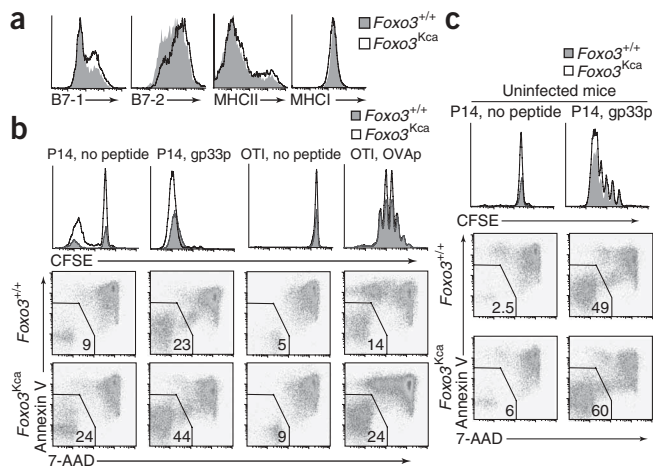 a
Foxo3+/+
Foxo3Kca
B7-1
B7-2
MHCII
MHCI
b
Foxo3+/+
Foxo3Kca
P14, no peptide
P14, gp33p
OTI, no peptide
OTI, OVAp
CFSE
Foxo3+/+
9
23
5
14
Foxo3Kca
Annexin V
24
44
9
24
7-AAD
c
Foxo3+/+
Foxo3Kca
Uninfected mice
P14, no peptide
P14, gp33p
CFSE
Foxo3+/+
2.5
49
Foxo3Kca
Annexin V
6
60
7-AAD